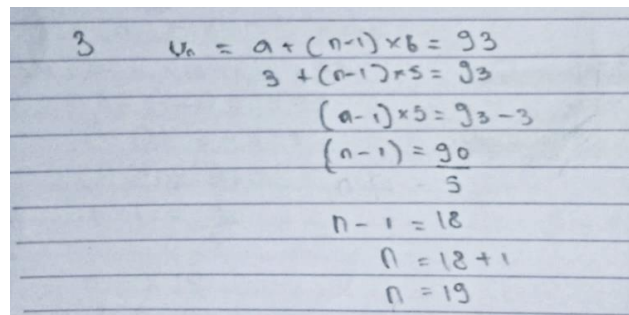 3 Un = a + (n-1) × b = 93
3 + (n-1) × 5 = 93
(n-1) × 5 = 93 - 3
(n-1) = 90/5
n - 1 = 18
n = 18 + 1
n = 19